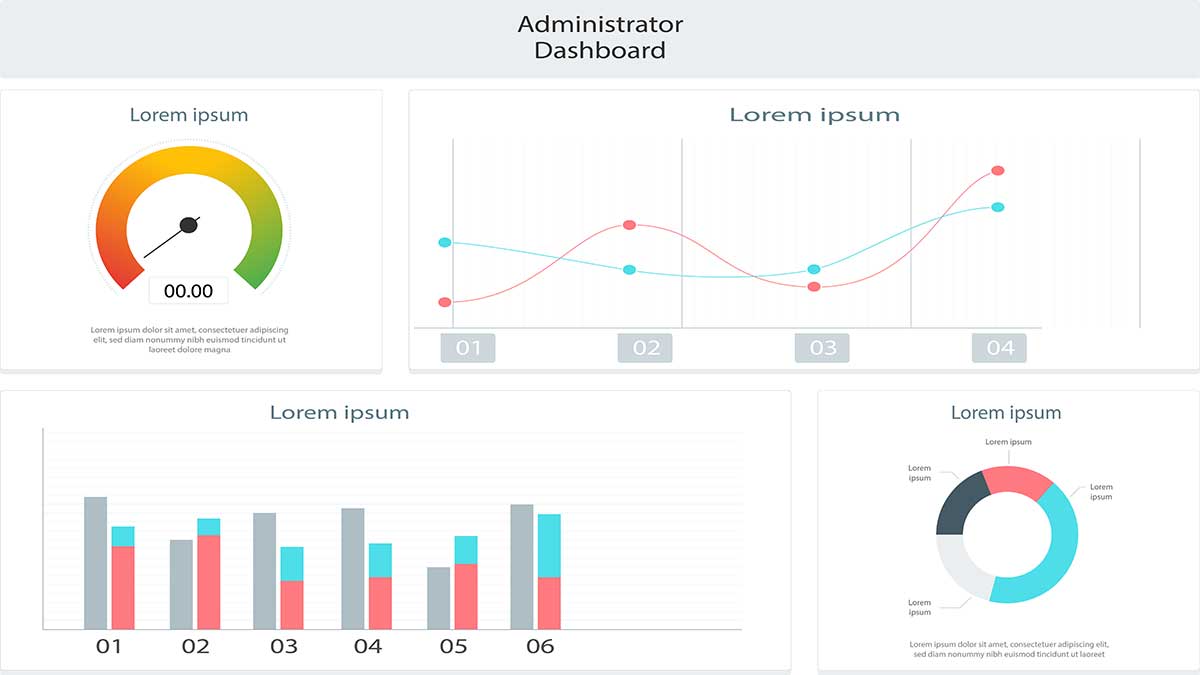 Administrator
Dashboard
Lorem ipsum
00.00
Lorem ipsum dolor sit amet, consectetuer adipiscing
elit, sed diam nonummy nibh euismod tincidunt ut
laoreet dolore magna
Lorem ipsum
01 02 03 04
Lorem ipsum
01 02 03 04 05 06
Lorem ipsum
Lorem ipsum
Lorem
ipsum
Lorem
ipsum
Lorem
ipsum
Lorem ipsum dolor sit amet, consectetuer adipiscing elit,
sed diam nonummy nibh euismod tincidunt ut laoreet